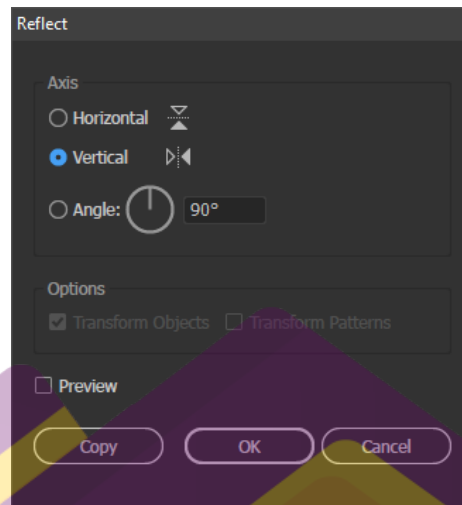 Reflect
Axis
Horizontal
Vertical
Angle: 90°
Options
Transform Objects Transform Patterns
Preview
Copy OK Cancel